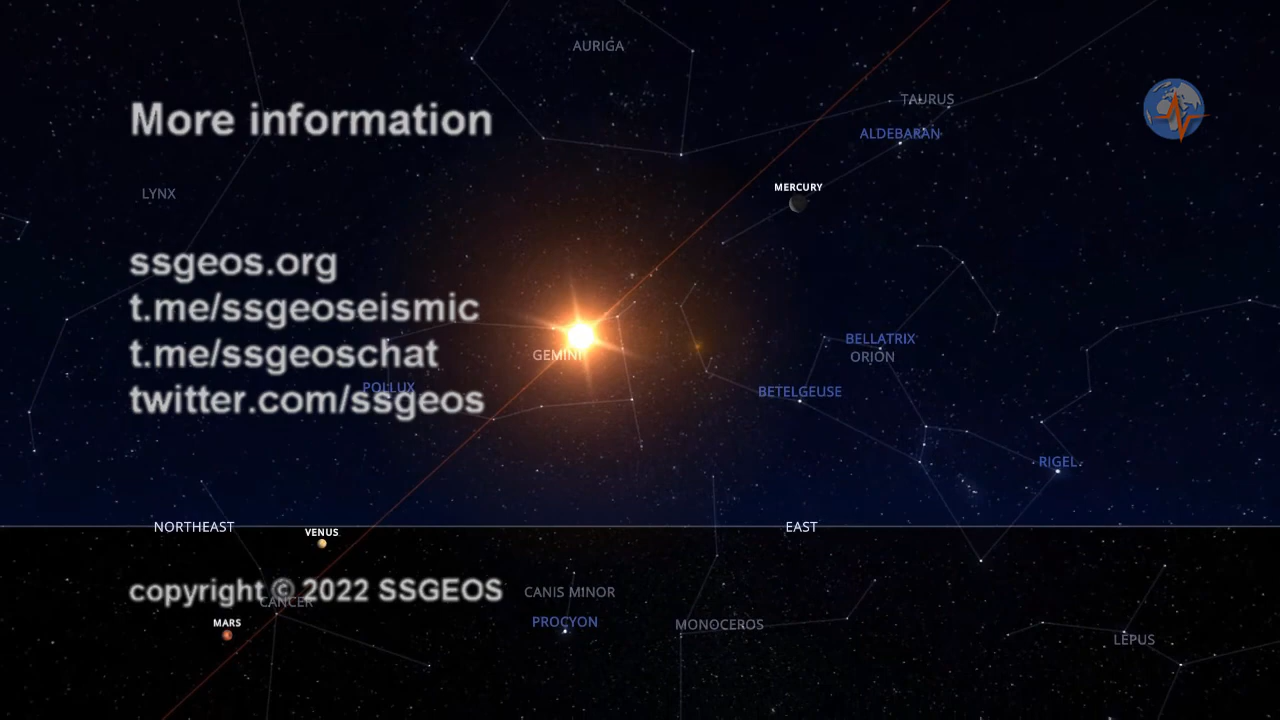 AURIGA
TAURUS
More information
ALDEBARAN
MERCURY
LYNX
ssgeos.org
t.me/ssgeoseismic
BELLATRIX
t.me/ssgeoschat
GEMINI
ORION
POLLUX
BETELGEUSE
twitter.com/ssgeos
RIGEL
NORTHEAST
EAST
VENUS
copyright © 2022 SSGEOS
CANIS MINOR
CANCER
MARS
PROCYON
MONOCEROS
LEPUS